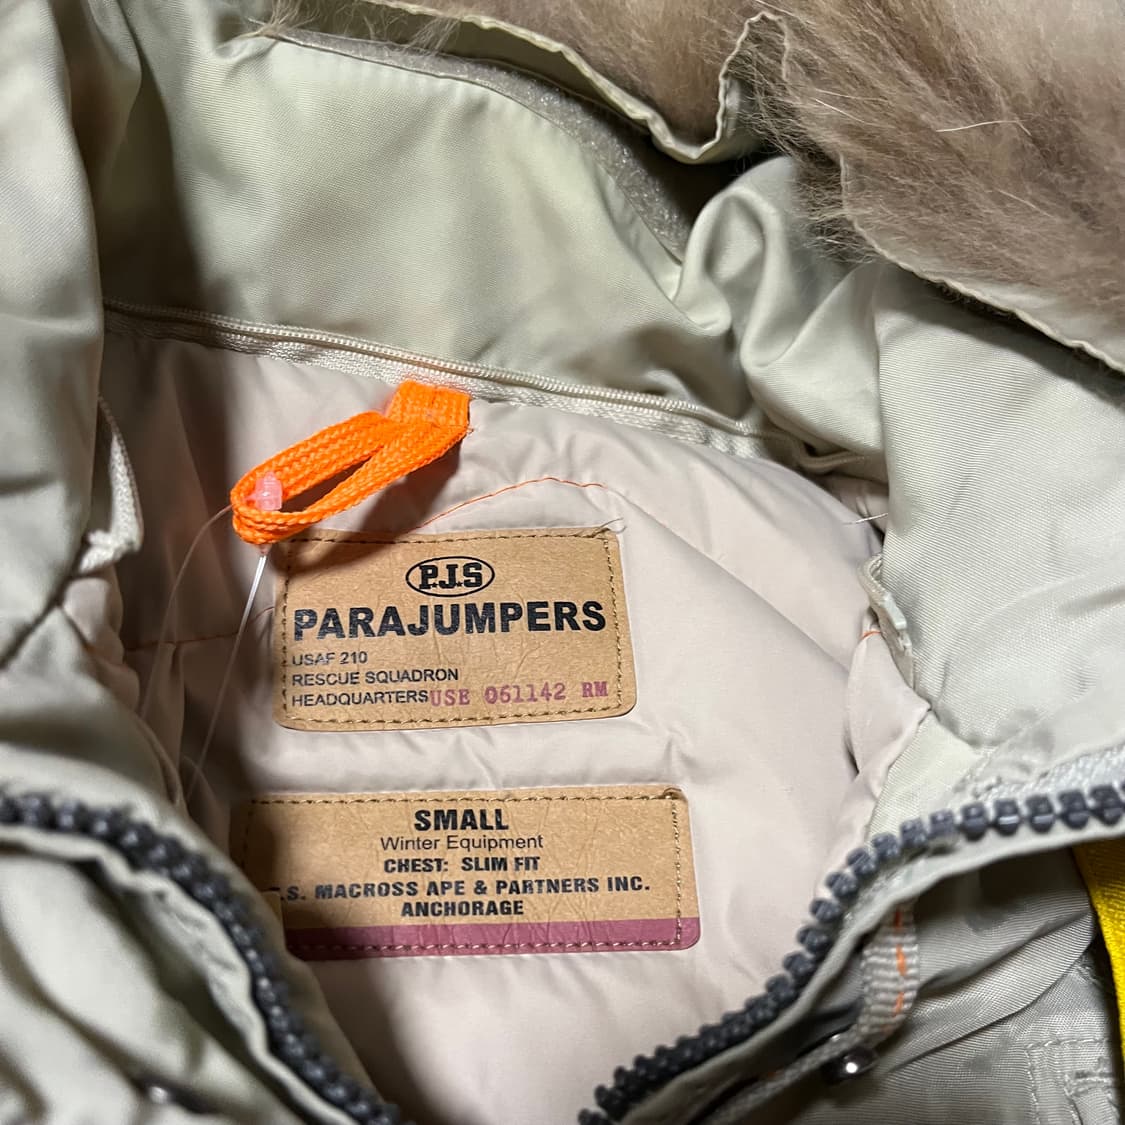 P.J.S
PARAJUMPERS
USAF 210
RESCUE SQUADRON
HEADQUARTERS USE 061142 RM
SMALL
Winter Equipment
CHEST: SLIM FIT
.S. MACROSS APE & PARTNERS INC.
ANCHORAGE